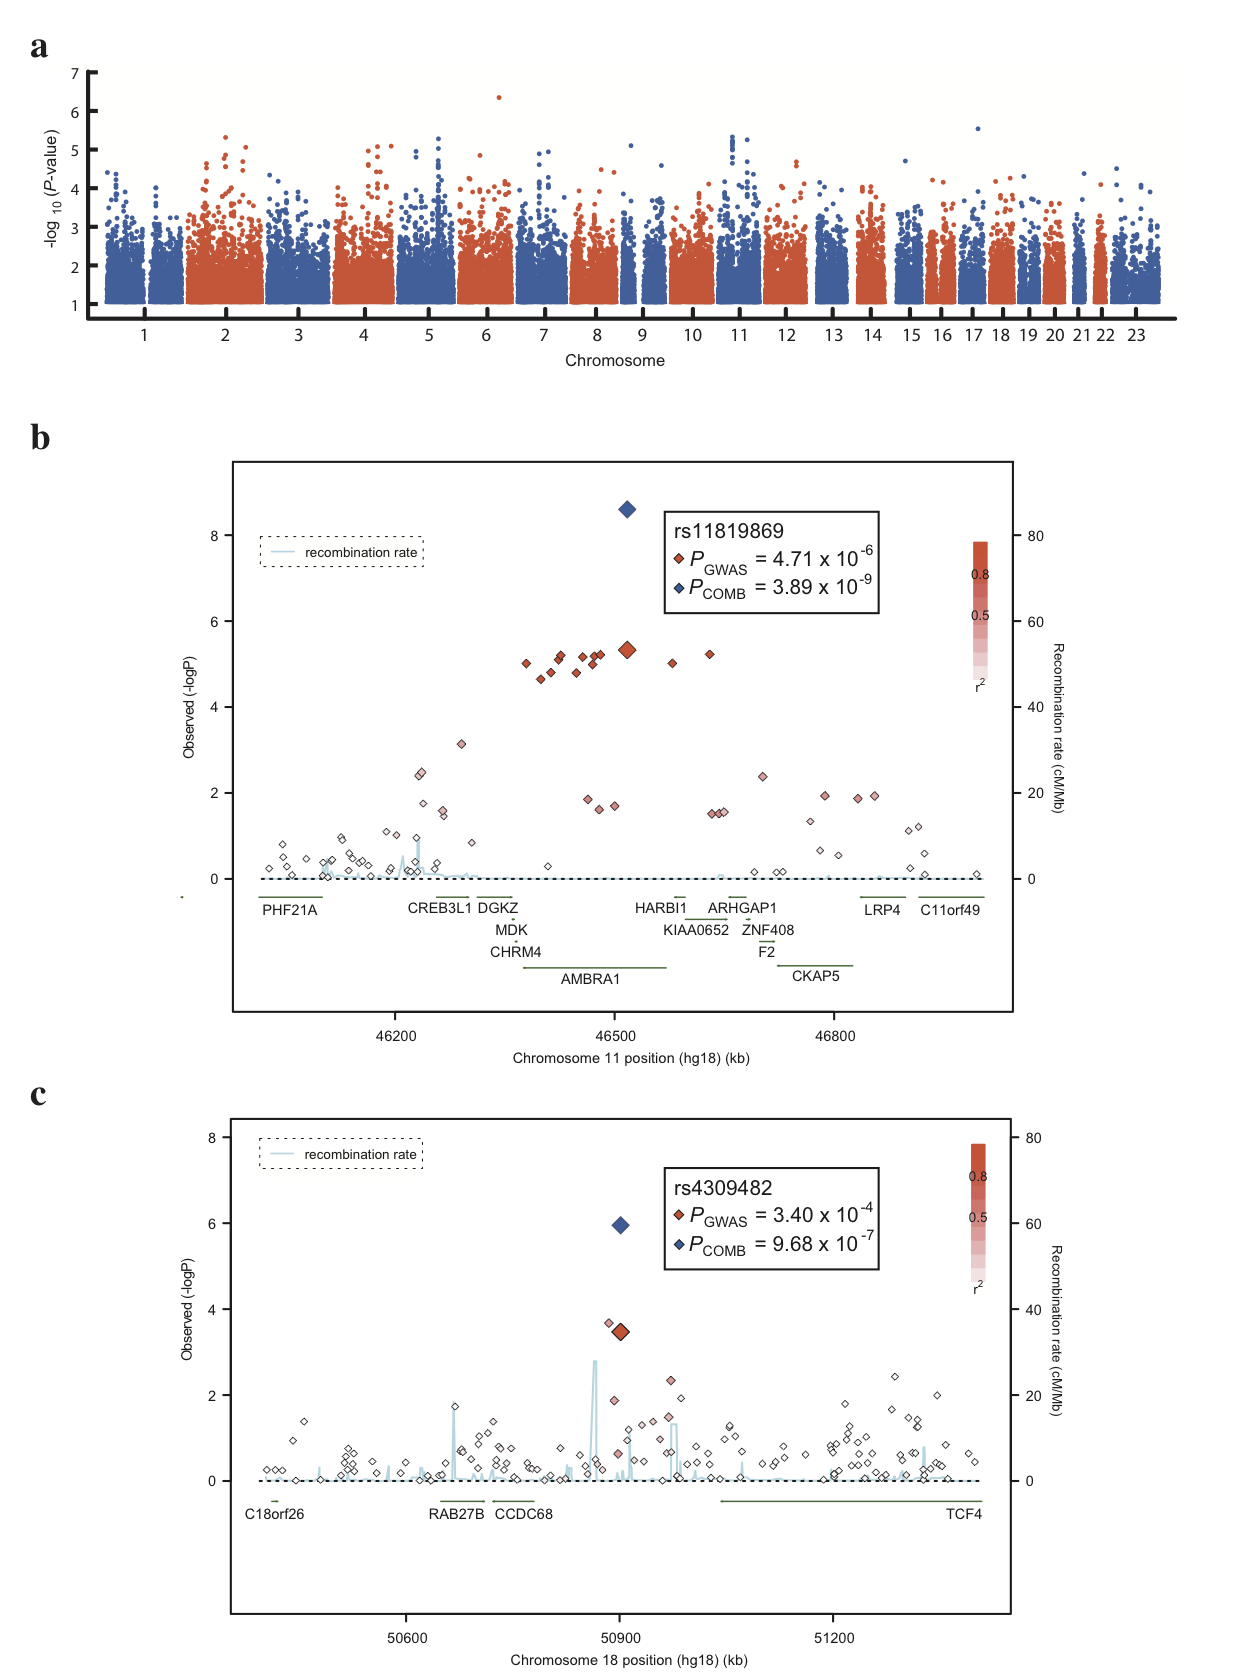 a
7
6
5
4
3
2
1
-log 10 (P-value)
1 2 3 4 5 6 7 8 9 10 11 12 13 14 15 16 17 18 19 20 21 22 23
Chromosome
b
recombination rate
rs11819869
P GWAS = 4.71 x 10-6
P COMB = 3.89 x 10-9
0.8
0.5
r2
8
6
4
2
0
Observed (-logP)
80
60
40
20
0
Recombination rate (cM/Mb)
PHF21A CREB3L1 DGKZ HARBI1 ARHGAP1 LRP4 C11orf49
MDK KIAA0652 ZNF408
CHRM4 F2
AMBRA1 CKAP5
46200 46500 46800
Chromosome 11 position (hg18) (kb)
c
recombination rate
rs4309482
P GWAS = 3.40 x 10-4
P COMB = 9.68 x 10-7
0.8
0.5
r2
8
6
4
2
0
Observed (-logP)
80
60
40
20
0
Recombination rate (cM/Mb)
C18orf26 RAB27B CCDC68 TCF4
50600 50900 51200
Chromosome 18 position (hg18) (kb)